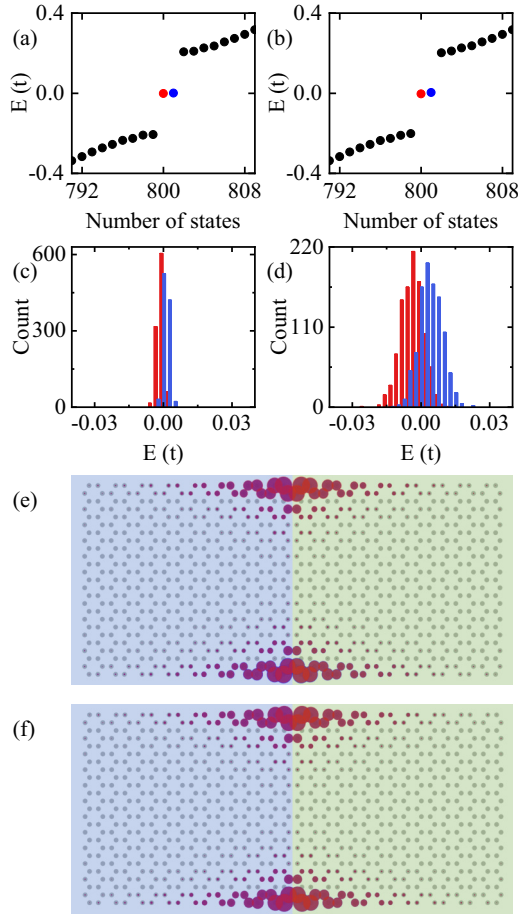 (a)
E (t)
0.4
0.0
-0.4
792
800
808
Number of states
(b)
E (t)
0.4
0.0
-0.4
792
800
808
Number of states
(c)
Count
600
300
0
-0.03
0.00
0.03
E (t)
(d)
Count
220
110
0
-0.03
0.00
0.03
E (t)
(e)
(f)